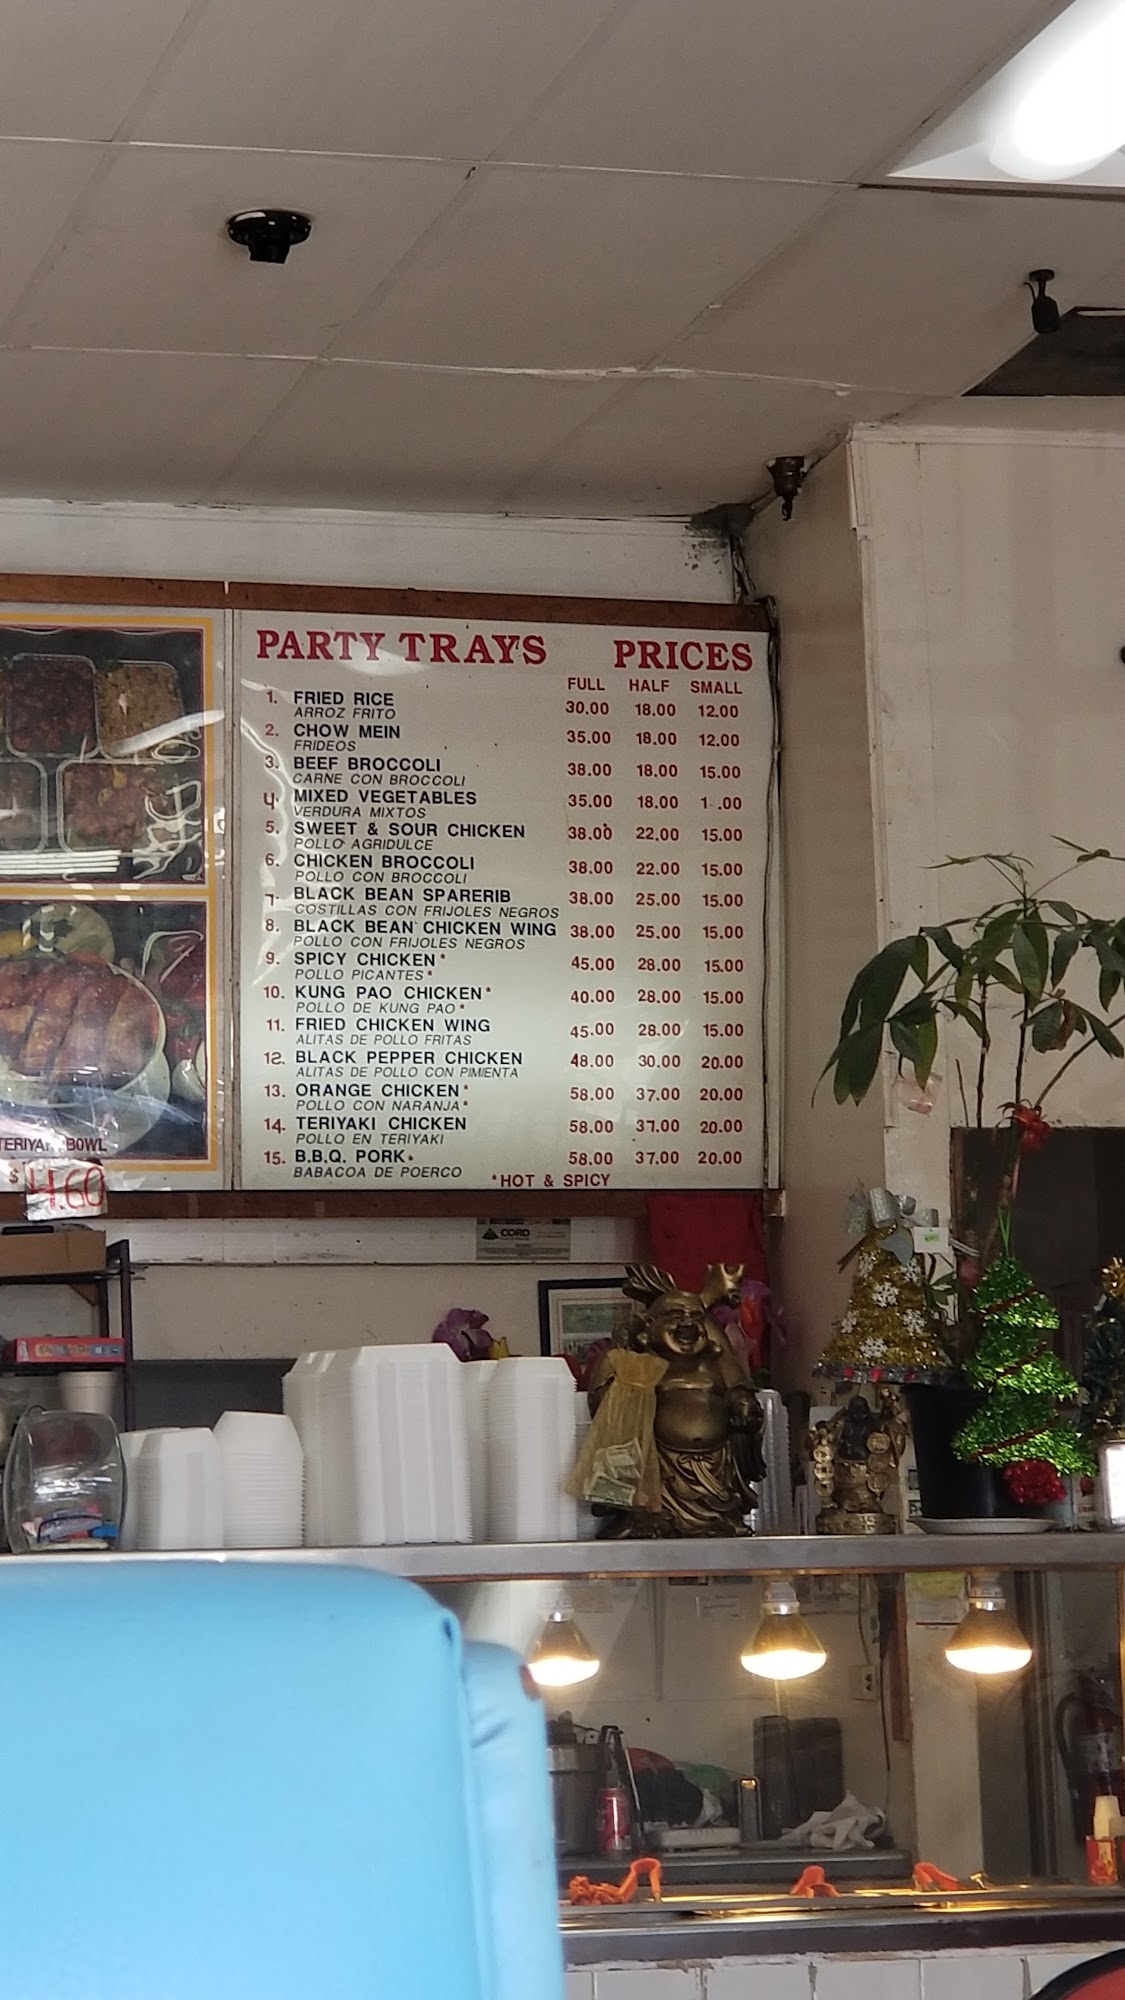 PARTY TRAYS PRICES
FULL HALF SMALL
1. FRIED RICE 30.00 18.00 12.00
ARROZ FRITO
2. CHOW MEIN 35.00 18.00 12.00
FRIDEOS
3. BEEF BROCCOLI 38.00 18.00 15.00
CARNE CON BROCCOLI
4. MIXED VEGETABLES 35.00 18.00 1 .00
VERDURA MIXTOS
5. SWEET & SOUR CHICKEN 38.00 22.00 15.00
POLLO AGRIDULCE
6. CHICKEN BROCCOLI 38.00 22.00 15.00
POLLO CON BROCCOLI
7. BLACK BEAN SPARERIB 38.00 25.00 15.00
COSTILLAS CON FRIJOLES NEGROS
8. BLACK BEAN CHICKEN WING 38.00 25.00 15.00
POLLO CON FRIJOLES NEGROS
9. SPICY CHICKEN* 45.00 28.00 15.00
POLLO PICANTES*
10. KUNG PAO CHICKEN* 40.00 28.00 15.00
POLLO DE KUNG PAO*
11. FRIED CHICKEN WING 45.00 28.00 15.00
ALITAS DE POLLO FRITAS
12. BLACK PEPPER CHICKEN 48.00 30.00 20.00
ALITAS DE POLLO CON PIMIENTA
13. ORANGE CHICKEN* 58.00 37.00 20.00
POLLO CON NARANJA*
14. TERIYAKI CHICKEN 58.00 37.00 20.00
POLLO EN TERIYAKI
15. B.B.Q. PORK* 58.00 37.00 20.00
BABACOA DE POERCO
*HOT & SPICY
BOWL
$4.60
CORD